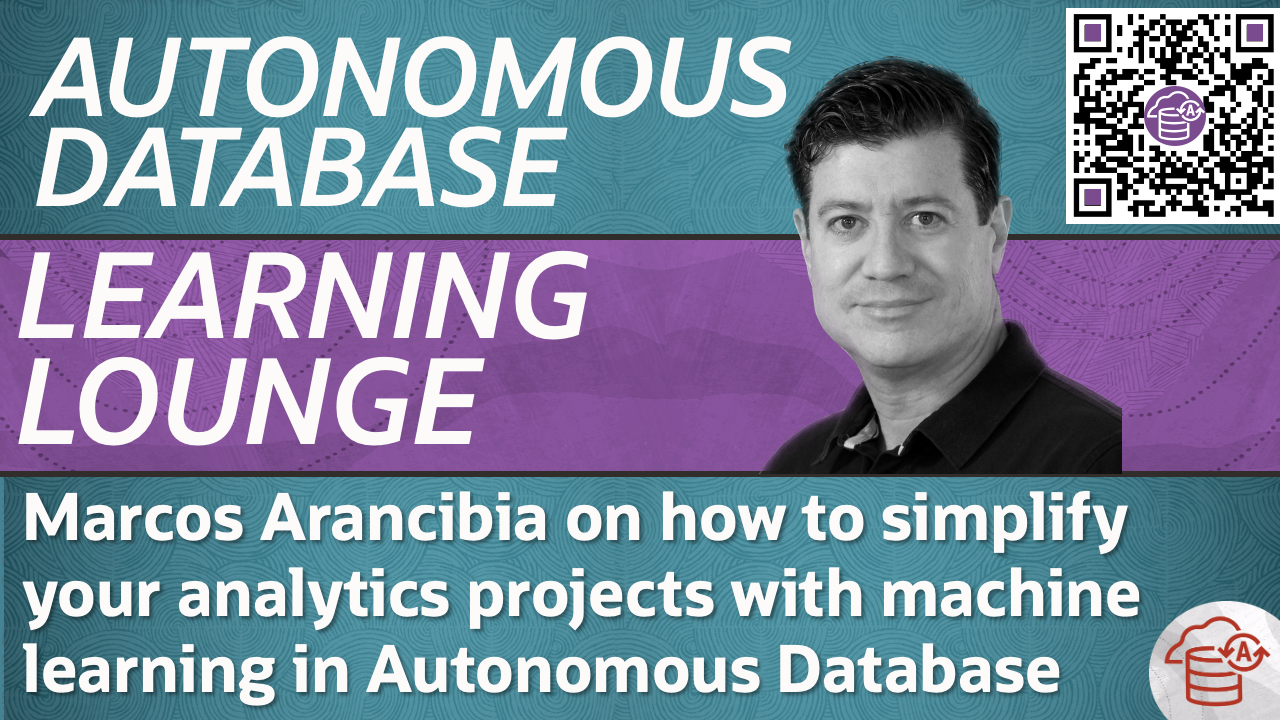 AUTONOMOUS
DATABASE
LEARNING
LOUNGE
Marcos Arancibia on how to simplify
your analytics projects with machine
learning in Autonomous Database
A
A